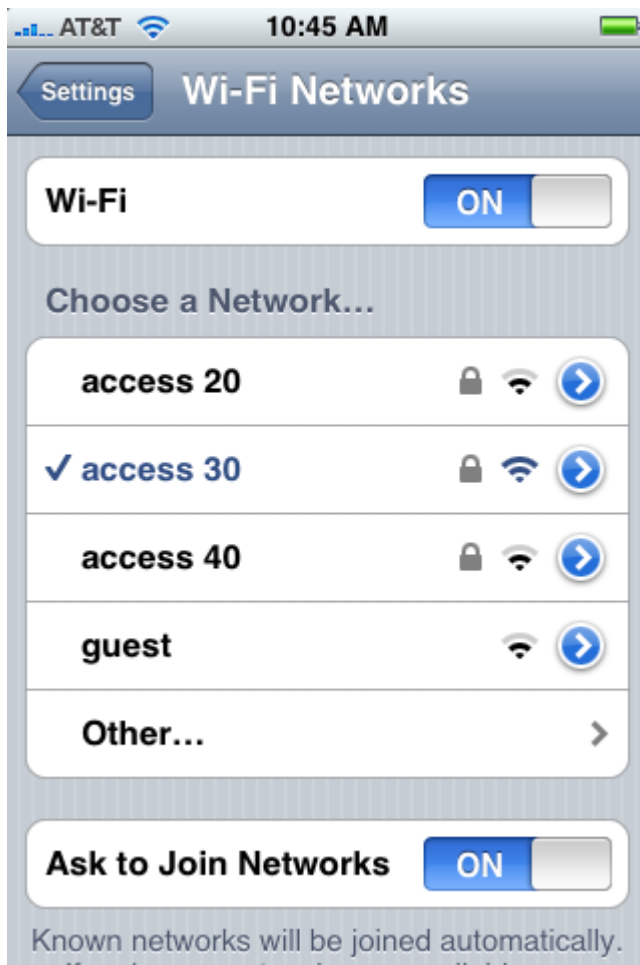 AT&T 10:45 AM
Settings Wi-Fi Networks
Wi-Fi ON
Choose a Network...
access 20
access 30
access 40
guest
Other...
Ask to Join Networks ON
Known networks will be joined automatically.